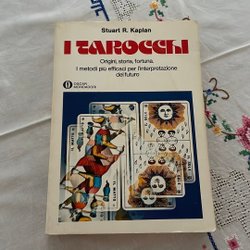 Stuart R. Kaplan
I TAROCCHI
Origini, storia, fortuna.
I metodi più efficaci per l'interpretazione
del futuro
OSCAR
MONDADORI